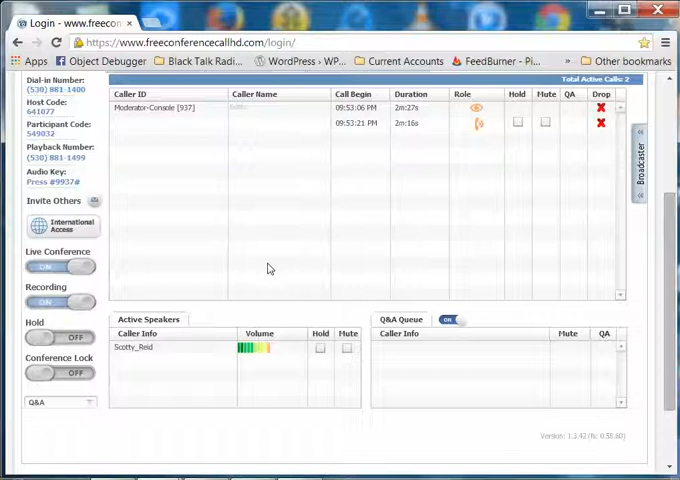 Login - www.freecon
https://www.freeconferencecallhd.com/login/
Apps Object Debugger Black Talk Radi... WordPress › WP... Current Accounts FeedBurner - Pi... » Other bookmarks
Dial-in Number:
(530) 881-1400
Host Code:
641077
Participant Code:
549032
Playback Number:
(530) 881-1499
Audio Key:
Press #9937#
Invite Others
International
Access
Live Conference
ON
Recording
ON
Hold
OFF
Conference Lock
OFF
Q&A
Total Active Calls: 2
Caller ID Caller Name Call Begin Duration Role Hold Mute QA Drop
Moderator-Console [937] 09:53:06 PM 2m:27s
09:53:21 PM 2m:16s
Broadcaster
Active Speakers
Caller Info Volume Hold Mute
Scotty_Reid
Q&A Queue ON
Caller Info Mute QA